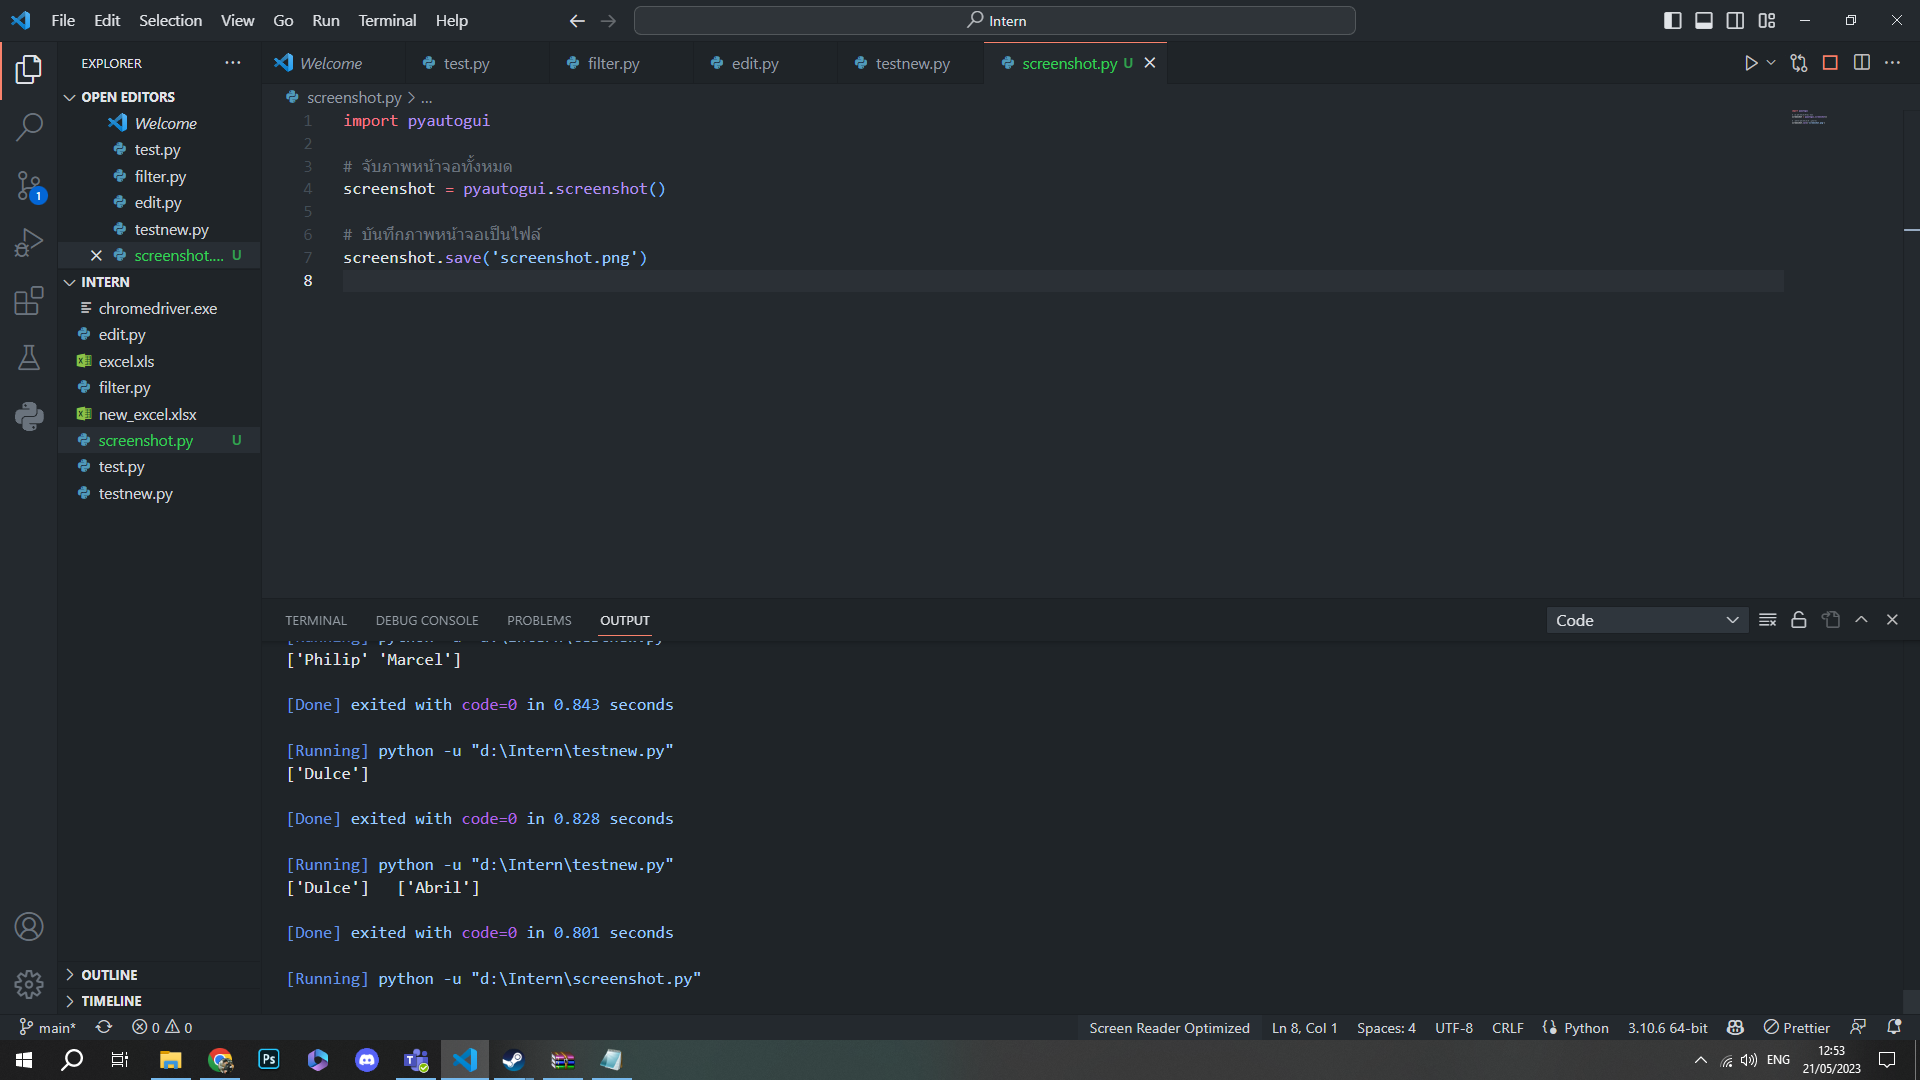 File Edit Selection View Go Run Terminal Help
Intern
EXPLORER
Welcome
test.py
filter.py
edit.py
testnew.py
screenshot.py U
OPEN EDITORS
Welcome
test.py
filter.py
edit.py
testnew.py
screenshot.... U
INTERN
chromedriver.exe
edit.py
excel.xls
filter.py
new_excel.xlsx
screenshot.py U
test.py
testnew.py
OUTLINE
TIMELINE
1
screenshot.py > ...
1 import pyautogui
2
3 # จับภาพหน้าจอทั้งหมด
4 screenshot = pyautogui.screenshot()
5
6 # บันทึกภาพหน้าจอเป็นไฟล์
7 screenshot.save('screenshot.png')
8
TERMINAL DEBUG CONSOLE PROBLEMS OUTPUT
Code
['Philip' 'Marcel']
[Done] exited with code=0 in 0.843 seconds
[Running] python -u "d:\Intern\testnew.py"
['Dulce']
[Done] exited with code=0 in 0.828 seconds
[Running] python -u "d:\Intern\testnew.py"
['Dulce'] ['Abril']
[Done] exited with code=0 in 0.801 seconds
[Running] python -u "d:\Intern\screenshot.py"
main* 0 0
Screen Reader Optimized Ln 8, Col 1 Spaces: 4 UTF-8 CRLF Python 3.10.6 64-bit Prettier
Ps
ENG
12:53
21/05/2023